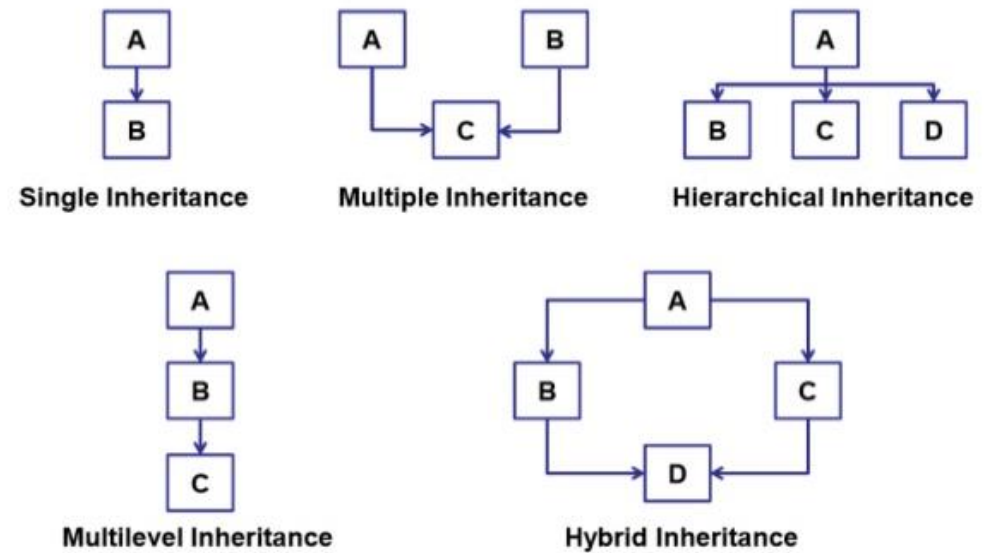 A
B
Single Inheritance
A B
C
Multiple Inheritance
A
B C D
Hierarchical Inheritance
A
B
C
Multilevel Inheritance
A
B C
D
Hybrid Inheritance